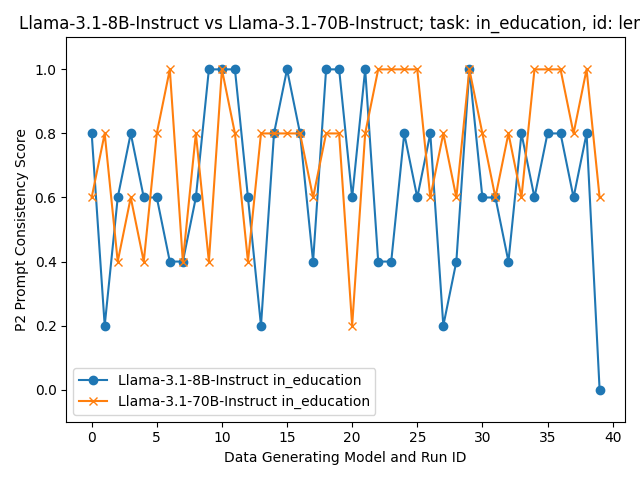 Llama-3.1-8B-Instruct vs Llama-3.1-70B-Instruct; task: in_education, id: ler
P2 Prompt Consistency Score
1.0
0.8
0.6
0.4
0.2
0.0
Llama-3.1-8B-Instruct in_education
Llama-3.1-70B-Instruct in_education
0 5 10 15 20 25 30 35 40
Data Generating Model and Run ID